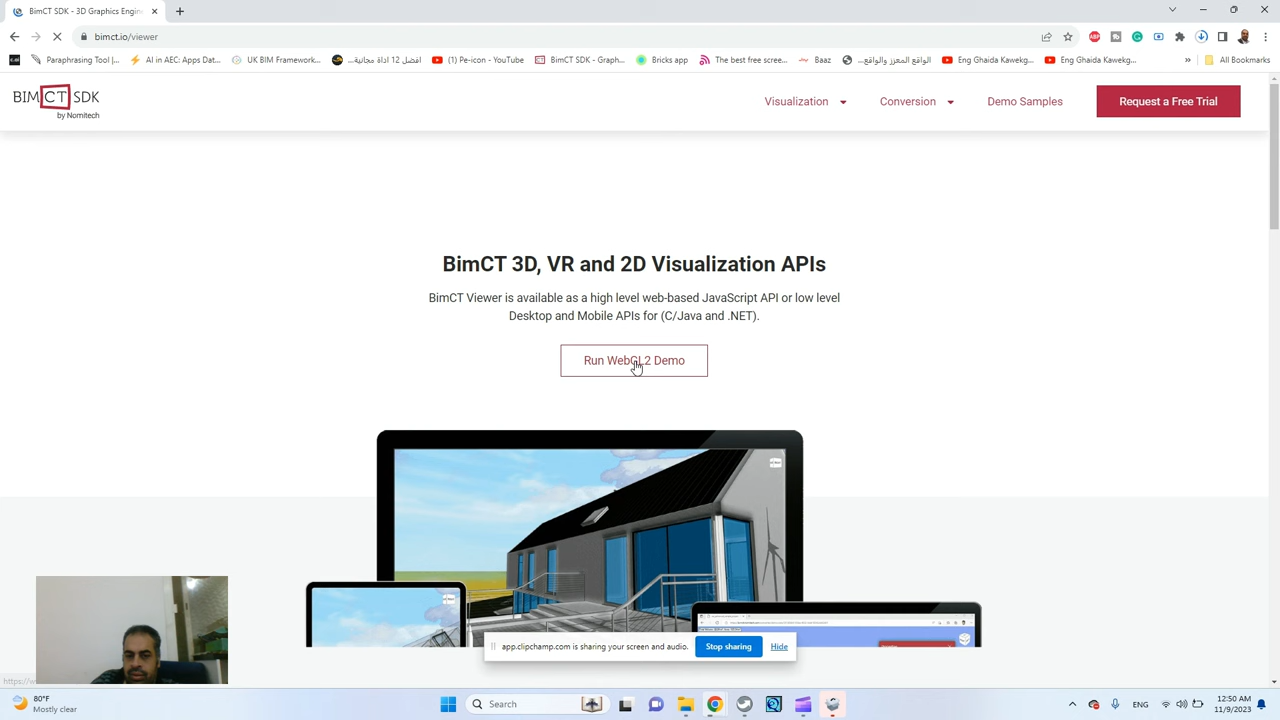 BimCT SDK - 3D Graphics Engin
bimct.io/viewer
Paraphrasing Tool |...
AI in AEC: Apps Dat...
UK BIM Framework...
افضل 12 اداة مجانية...
(1) Pe-icon - YouTube
BimCT SDK - Graph...
Bricks app
The best free scree...
Baaz
الواقع المعزز والواقع...
Eng Ghaida Kawekg...
Eng Ghaida Kawekg...
»
All Bookmarks
BIMCT SDK
by Nomitech
Visualization
Conversion
Demo Samples
Request a Free Trial
BimCT 3D, VR and 2D Visualization APIs
BimCT Viewer is available as a high level web-based JavaScript API or low level
Desktop and Mobile APIs for (C/Java and .NET).
Run WebGL2 Demo
app.clipchamp.com is sharing your screen and audio.
Stop sharing
Hide
80°F
Mostly clear
Search
ENG
12:50 AM
11/9/2023